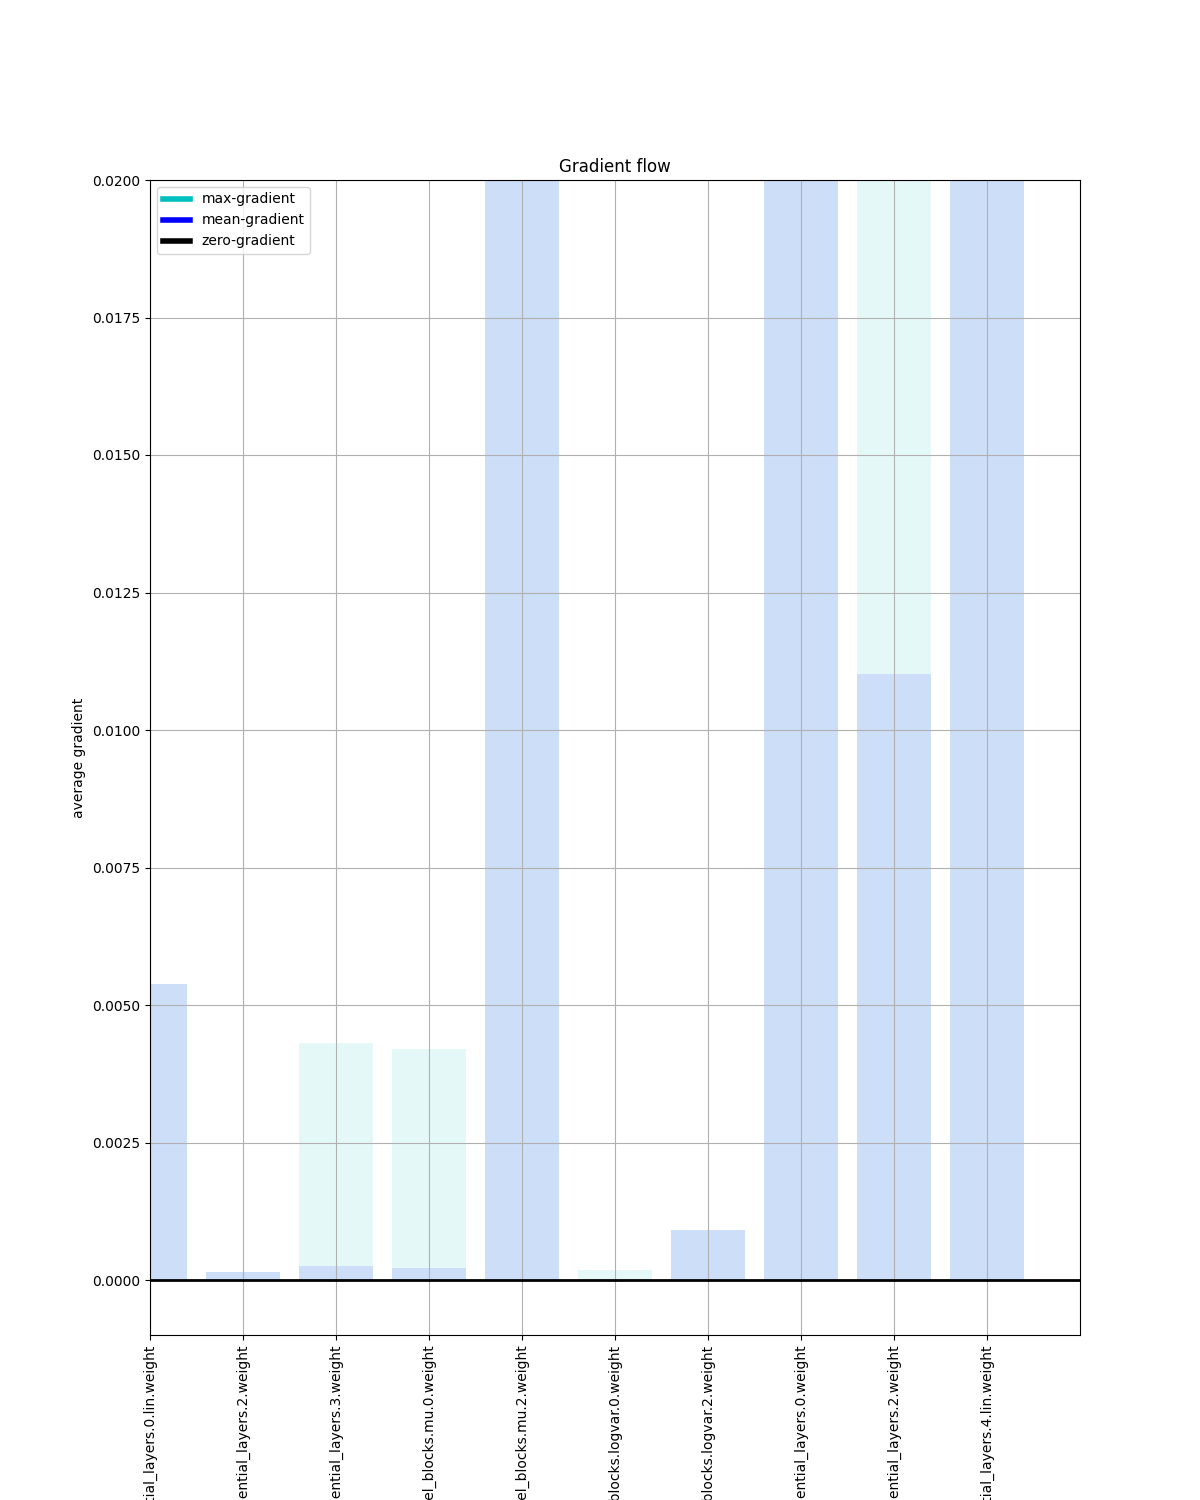 Gradient flow
max-gradient
mean-gradient
zero-gradient
0.0200
0.0175
0.0150
0.0125
0.0100
0.0075
0.0050
0.0025
0.0000
average gradient
tial_layers.0.lin.weight
ential_layers.2.weight
ential_layers.3.weight
el_blocks.mu.0.weight
el_blocks.mu.2.weight
blocks.logvar.0.weight
blocks.logvar.2.weight
ential_layers.0.weight
ential_layers.2.weight
tial_layers.4.lin.weight